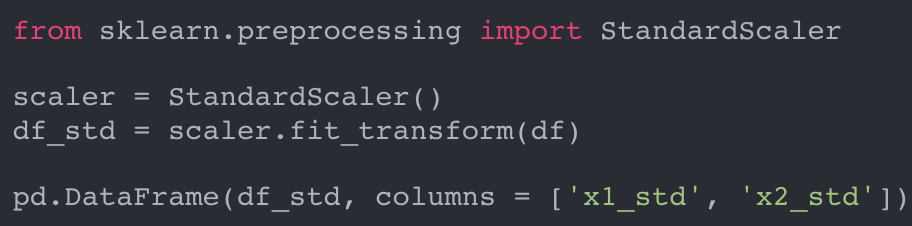 from sklearn.preprocessing import StandardScaler
scaler = StandardScaler()
df_std = scaler.fit_transform(df)
pd.DataFrame(df_std, columns = ['x1_std', 'x2_std'])